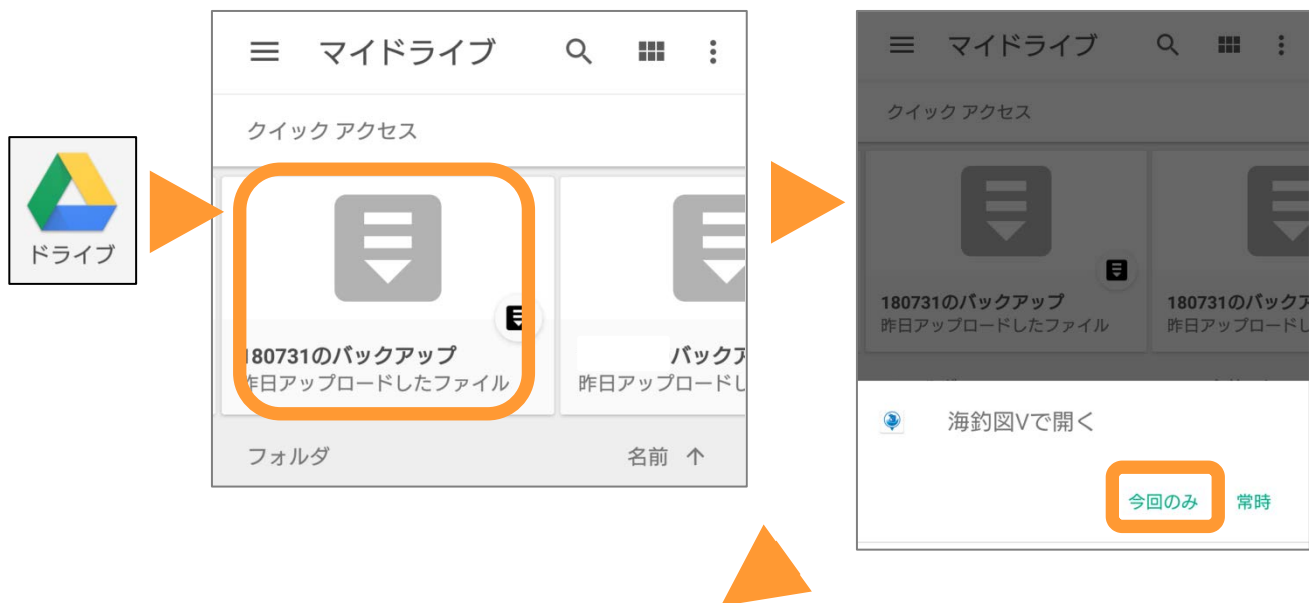 ドライブ
マイドライブ
クイック アクセス
180731のバックアップ
昨日アップロードしたファイル
バックア
昨日アップロードし
フォルダ
名前 ↑
マイドライブ
クイック アクセス
180731のバックアップ
昨日アップロードしたファイル
180731のバックア
昨日アップロードし
海釣図Vで開く
今回のみ
常時